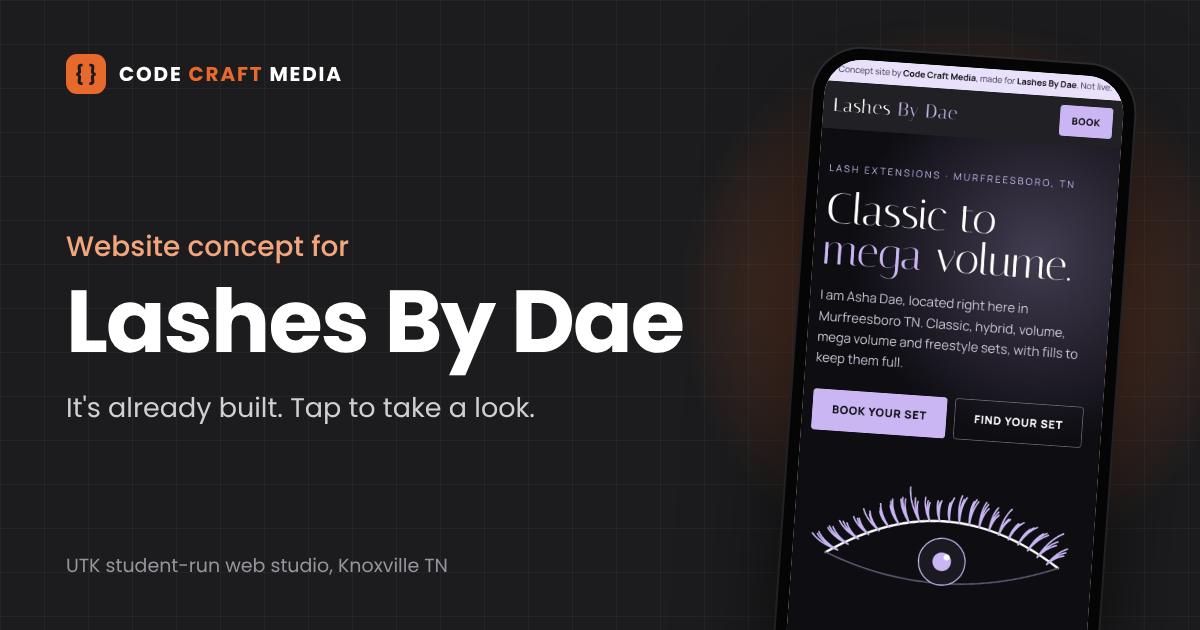 { } CODE CRAFT MEDIA
Website concept for
Lashes By Dae
It's already built. Tap to take a look.
UTK student-run web studio, Knoxville TN
Concept site by Code Craft Media, made for Lashes By Dae. Not live.
Lashes By Dae
BOOK
LASH EXTENSIONS · MURFREESBORO, TN
Classic to
mega volume.
I am Asha Dae, located right here in
Murfreesboro TN. Classic, hybrid, volume,
mega volume and freestyle sets, with fills to
keep them full.
BOOK YOUR SET
FIND YOUR SET